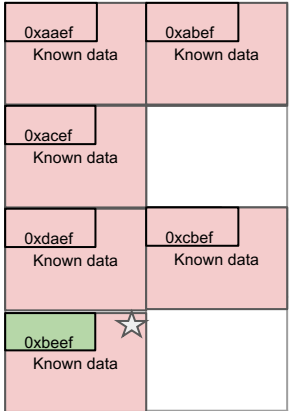 0xaaef
Known data
0xabef
Known data
0xacef
Known data
0xdaef
Known data
0xcbef
Known data
0xbeef
Known data